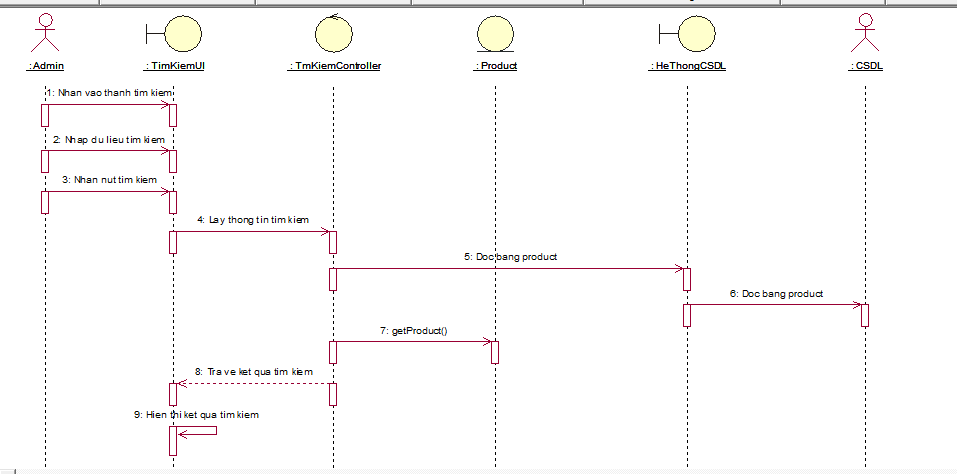 : Admin
: TimKiemUI
: TmKiemController
: Product
: HeThongCSDL
: CSDL
1: Nhan vao thanh tim kiem
2: Nhap du lieu tim kiem
3: Nhan nut tim kiem
4: Lay thong tin tim kiem
5: Doc bang product
6: Doc bang product
7: getProduct()
8: Tra ve ket qua tim kiem
9: Hien thi ket qua tim kiem